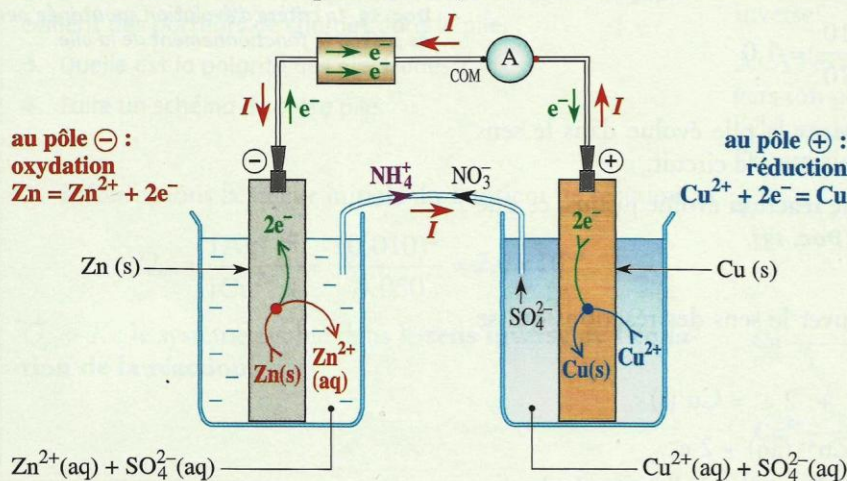 I
e⁻
e⁻
COM
A
I
e⁻
e⁻
I
au pôle ⊖ :
oxydation
Zn = Zn²⁺ + 2e⁻
au pôle ⊕ :
réduction
Cu²⁺ + 2e⁻ = Cu
−
+
NH₄⁺
NO₃⁻
I
2e⁻
2e⁻
Zn (s)
Cu (s)
SO₄²⁻
Zn(s)
Zn²⁺
(aq)
Cu(s)
Cu²⁺
Zn²⁺(aq) + SO₄²⁻(aq)
Cu²⁺(aq) + SO₄²⁻(aq)